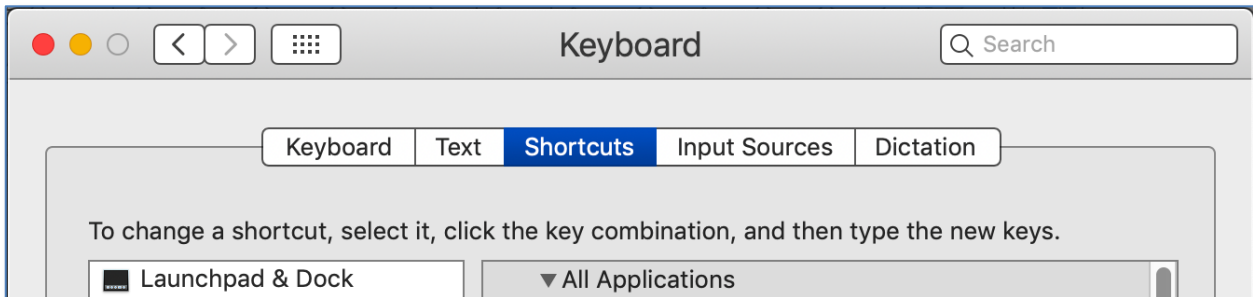 Keyboard
Search
Keyboard Text Shortcuts Input Sources Dictation
To change a shortcut, select it, click the key combination, and then type the new keys.
Launchpad & Dock
All Applications